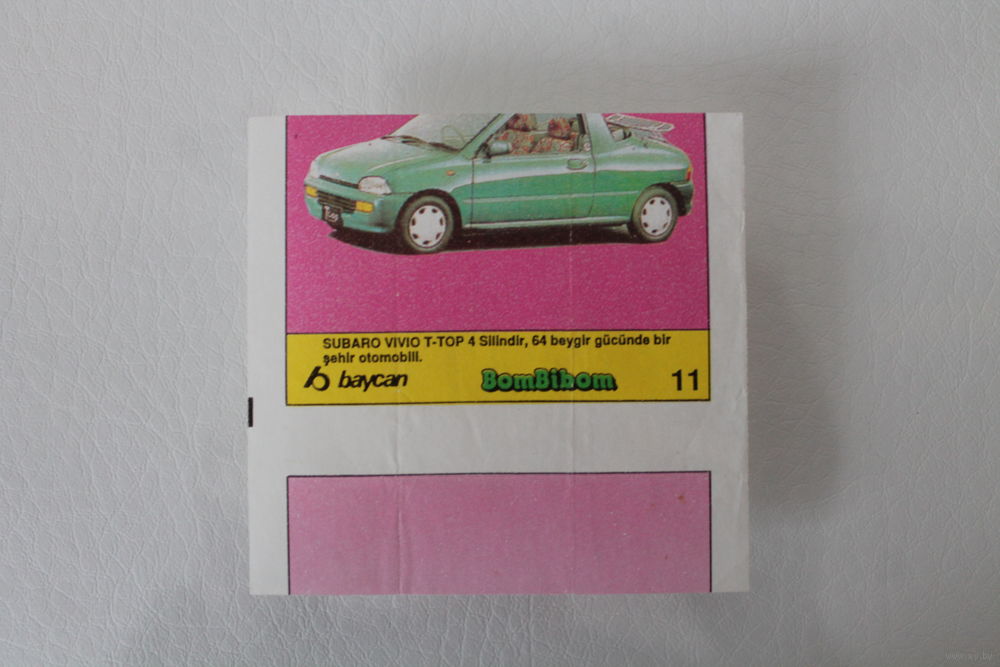 SUBARO VIVIO T-TOP 4 Silindir, 64 beygir gücünde bir
şehir otomobili.
baycan BomBibom 11